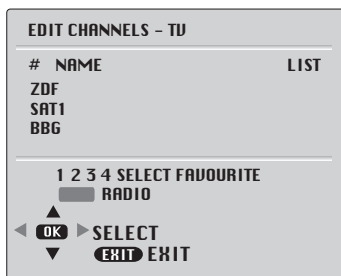 EDIT CHANNELS - TV
# NAME LIST
ZDF
SAT1
BBG
1 2 3 4 SELECT FAVOURITE
RADIO
OK SELECT
EXIT EXIT